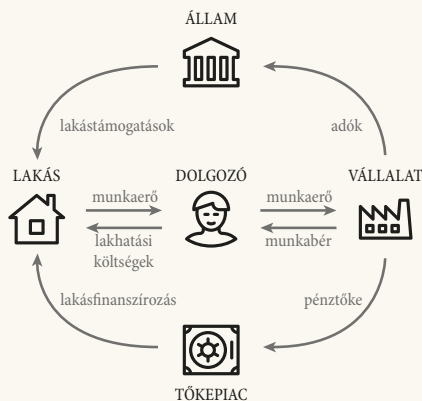 ÁLLAM
lakástámogatások
adók
LAKÁS
DOLGOZÓ
VÁLLALAT
munkaerő
munkaerő
lakhatási
költségek
munkabér
lakásfinanszírozás
pénztőke
TŐKEPIAC